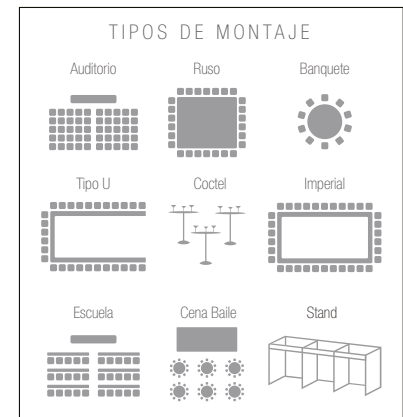 TIPOS DE MONTAJE
Auditorio Ruso Banquete
Tipo U Coctel Imperial
Escuela Cena Baile Stand